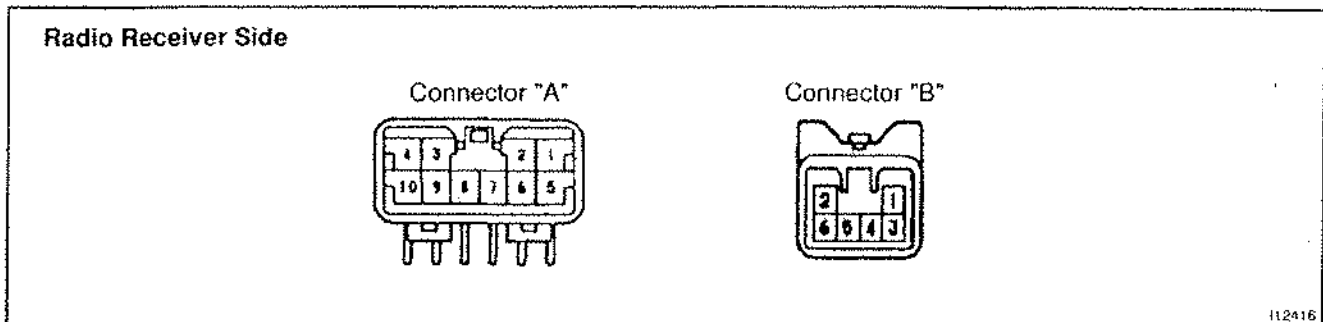 Radio Receiver Side
Connector "A"
Connector "B"
4 3 2 1
10 9 8 7 6 5
2 1
6 5 4 3
I12416